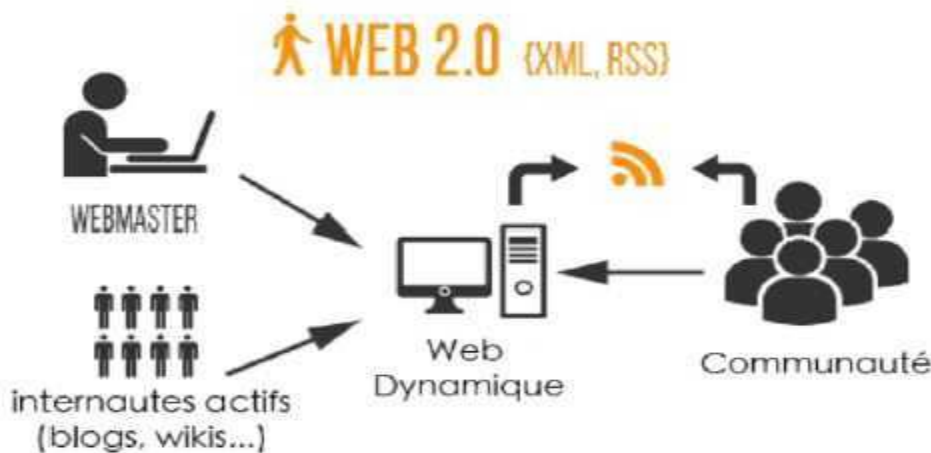 WEB 2.0 {XML, RSS}
WEBMASTER
internautes actifs
(blogs, wikis...)
Web
Dynamique
Communauté